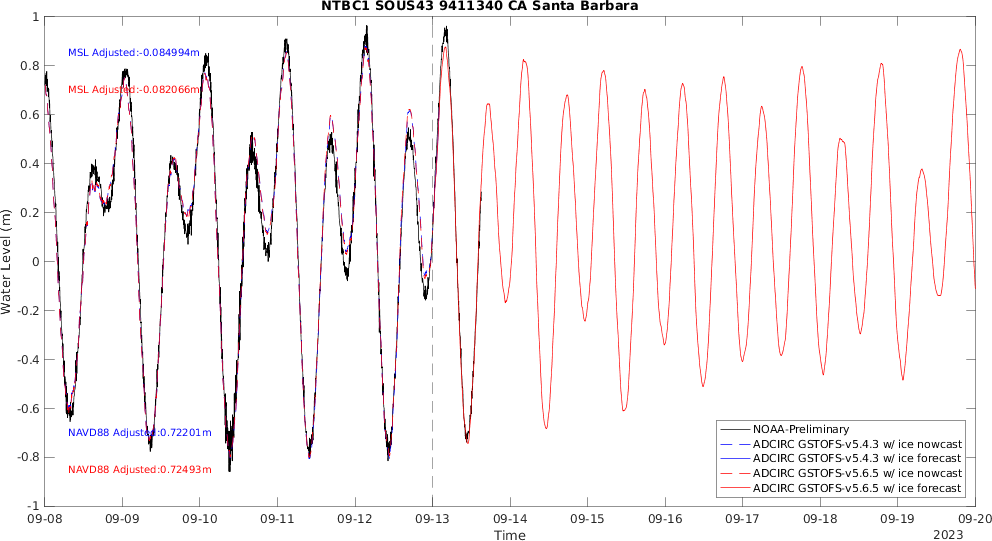 NTBC1 SOUS43 9411340 CA Santa Barbara
1
0.8
0.6
0.4
0.2
0
-0.2
-0.4
-0.6
-0.8
-1
Water Level (m)
MSL Adjusted:-0.084994m
MSL Adjusted:-0.082066m
NAVD88 Adjusted:0.72201m
NAVD88 Adjusted:0.72493m
NOAA-Preliminary
ADCIRC GSTOFS-v5.4.3 w/ ice nowcast
ADCIRC GSTOFS-v5.4.3 w/ ice forecast
ADCIRC GSTOFS-v5.6.5 w/ ice nowcast
ADCIRC GSTOFS-v5.6.5 w/ ice forecast
09-08 09-09 09-10 09-11 09-12 09-13 09-14 09-15 09-16 09-17 09-18 09-19 09-20
Time
2023